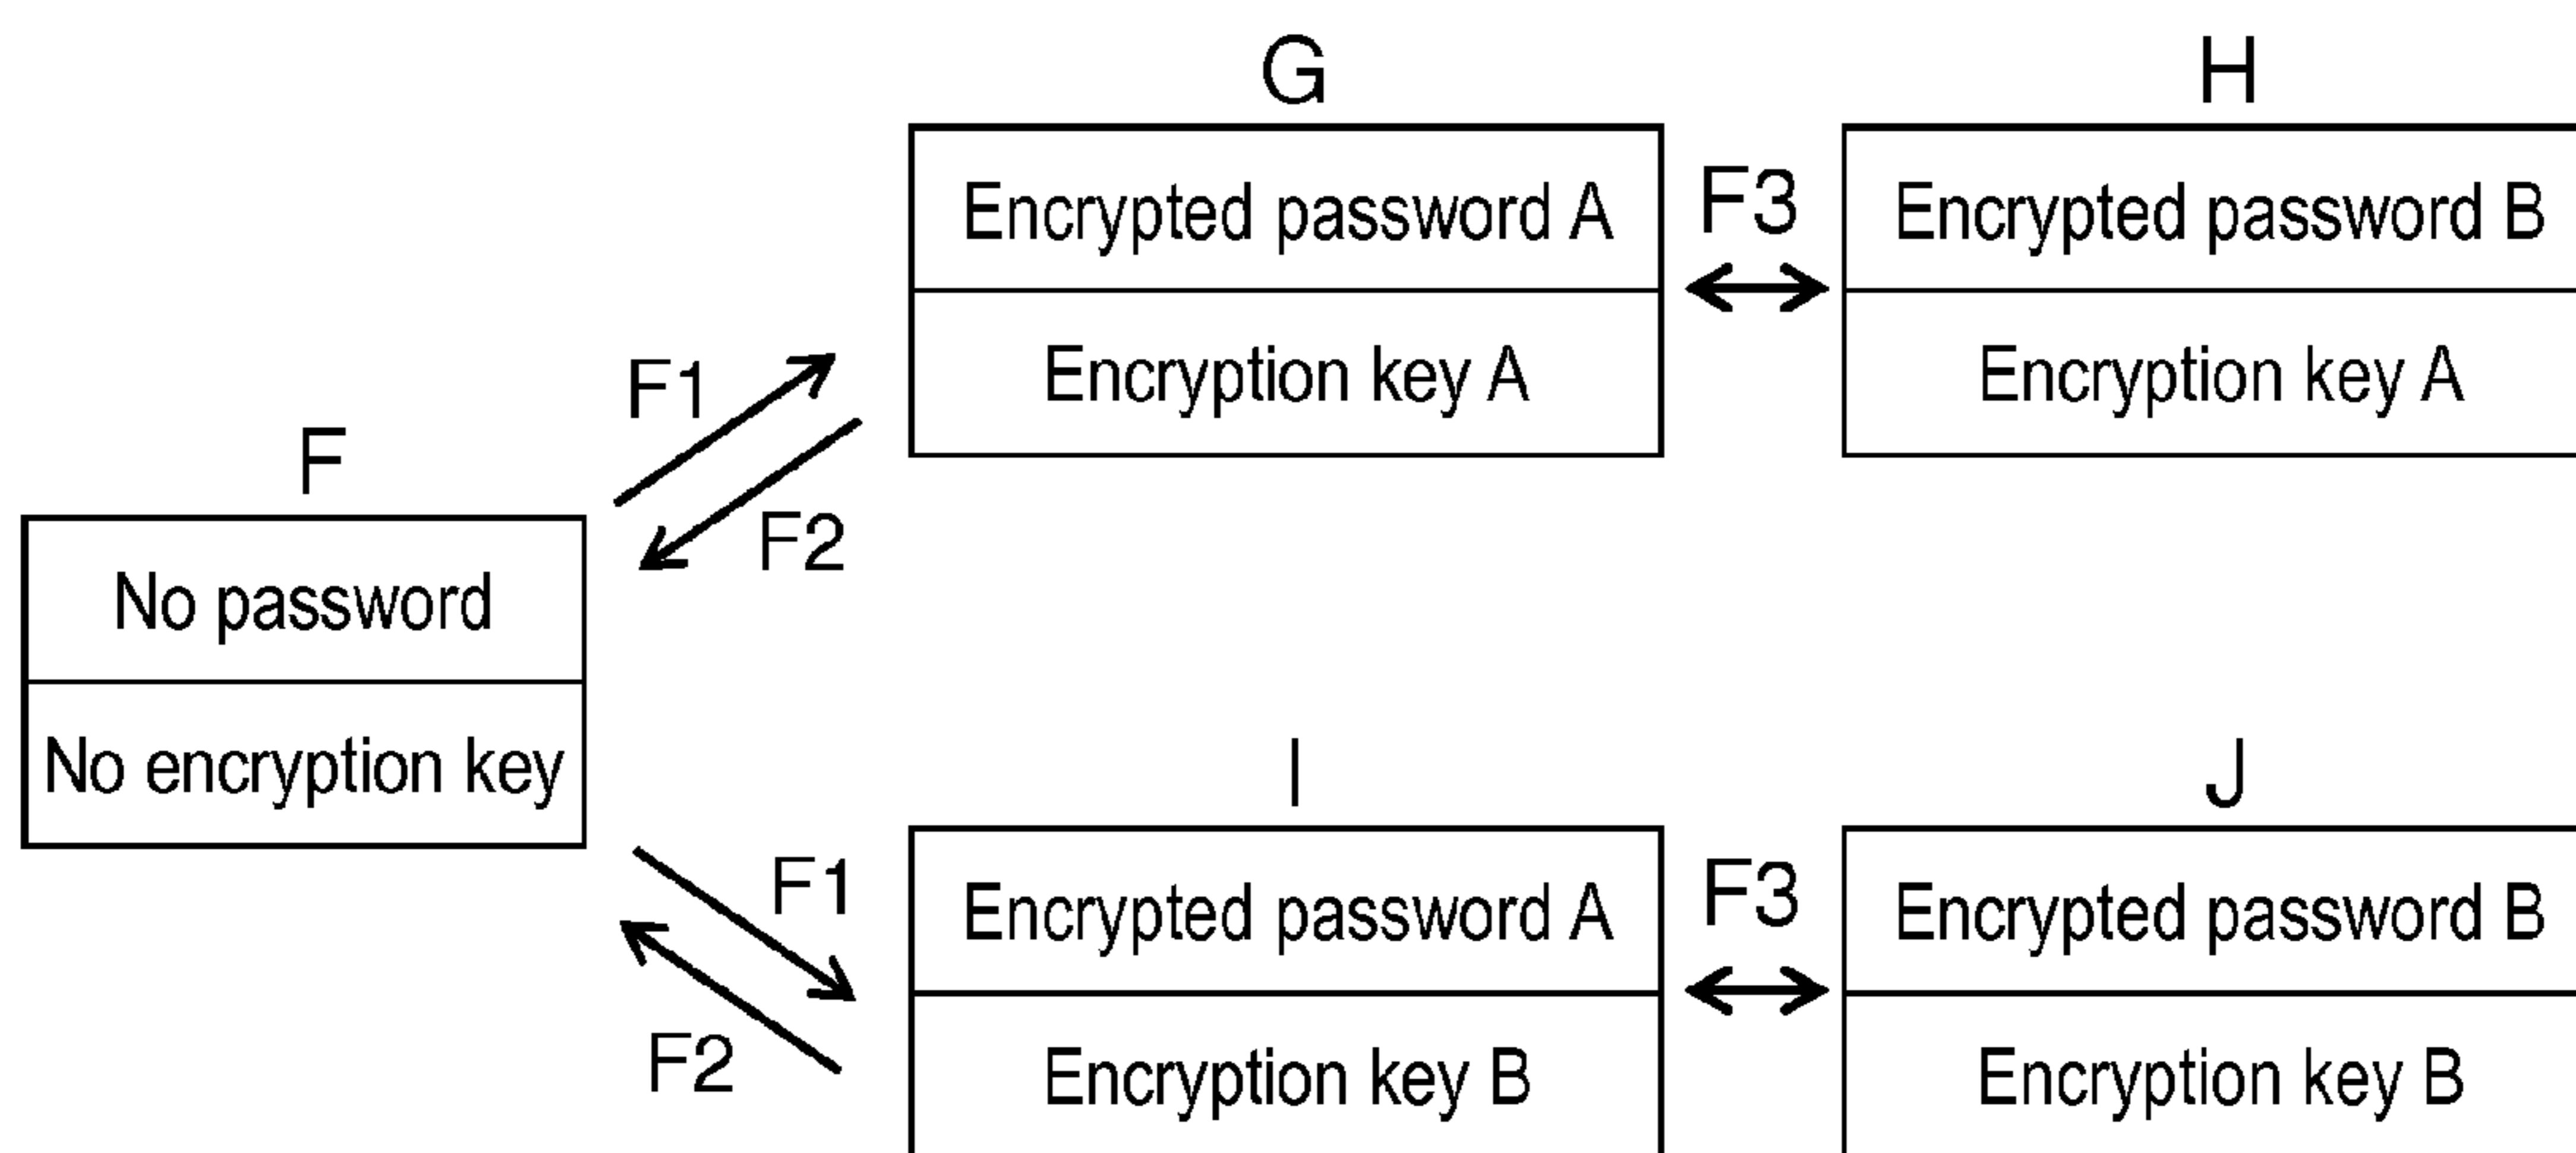 G
H
Encrypted password A
F3
Encrypted password B
Encryption key A
Encryption key A
F1
F2
F
No password
No encryption key
I
J
F1
F2
Encrypted password A
F3
Encrypted password B
Encryption key B
Encryption key B